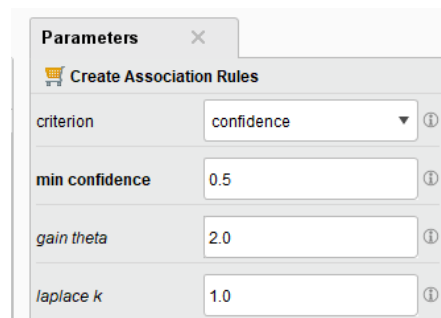 Parameters
Create Association Rules
criterion confidence
min confidence 0.5
gain theta 2.0
laplace k 1.0